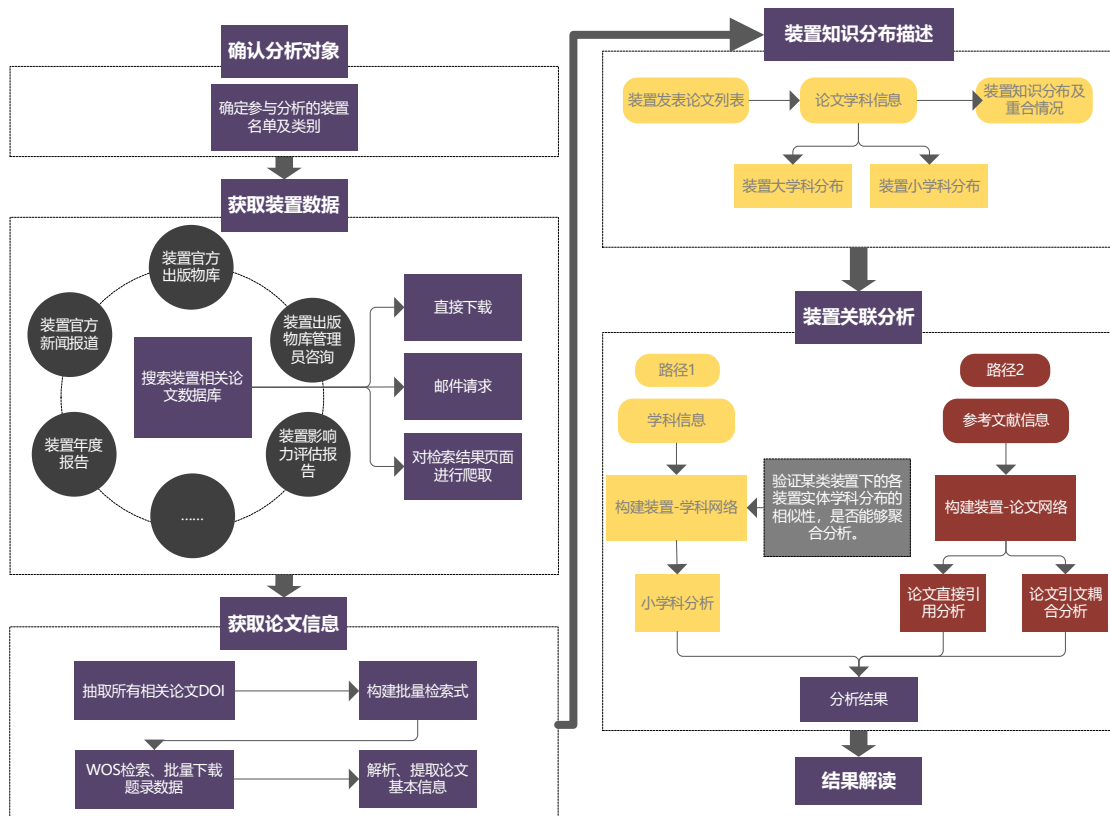 确认分析对象
确定参与分析的装置
名单及类别
获取装置数据
装置官方
出版物库
装置官方
新闻报道
装置出版
物库管理
员咨询
搜索装置相关论
文数据库
装置年度
报告
装置影响
力评估报
告
……
直接下载
邮件请求
对检索结果页面
进行爬取
获取论文信息
抽取所有相关论文DOI
构建批量检索式
WOS检索、批量下载
题录数据
解析、提取论文
基本信息
装置知识分布描述
装置发表论文列表
论文学科信息
装置知识分布及
重合情况
装置大学科分布
装置小学科分布
装置关联分析
路径1
路径2
学科信息
参考文献信息
构建装置-学科网络
验证某类装置下的各
装置实体学科分布的
相似性，是否能够聚
合分析。
构建装置-论文网络
小学科分析
论文直接引
用分析
论文引文耦
合分析
分析结果
结果解读